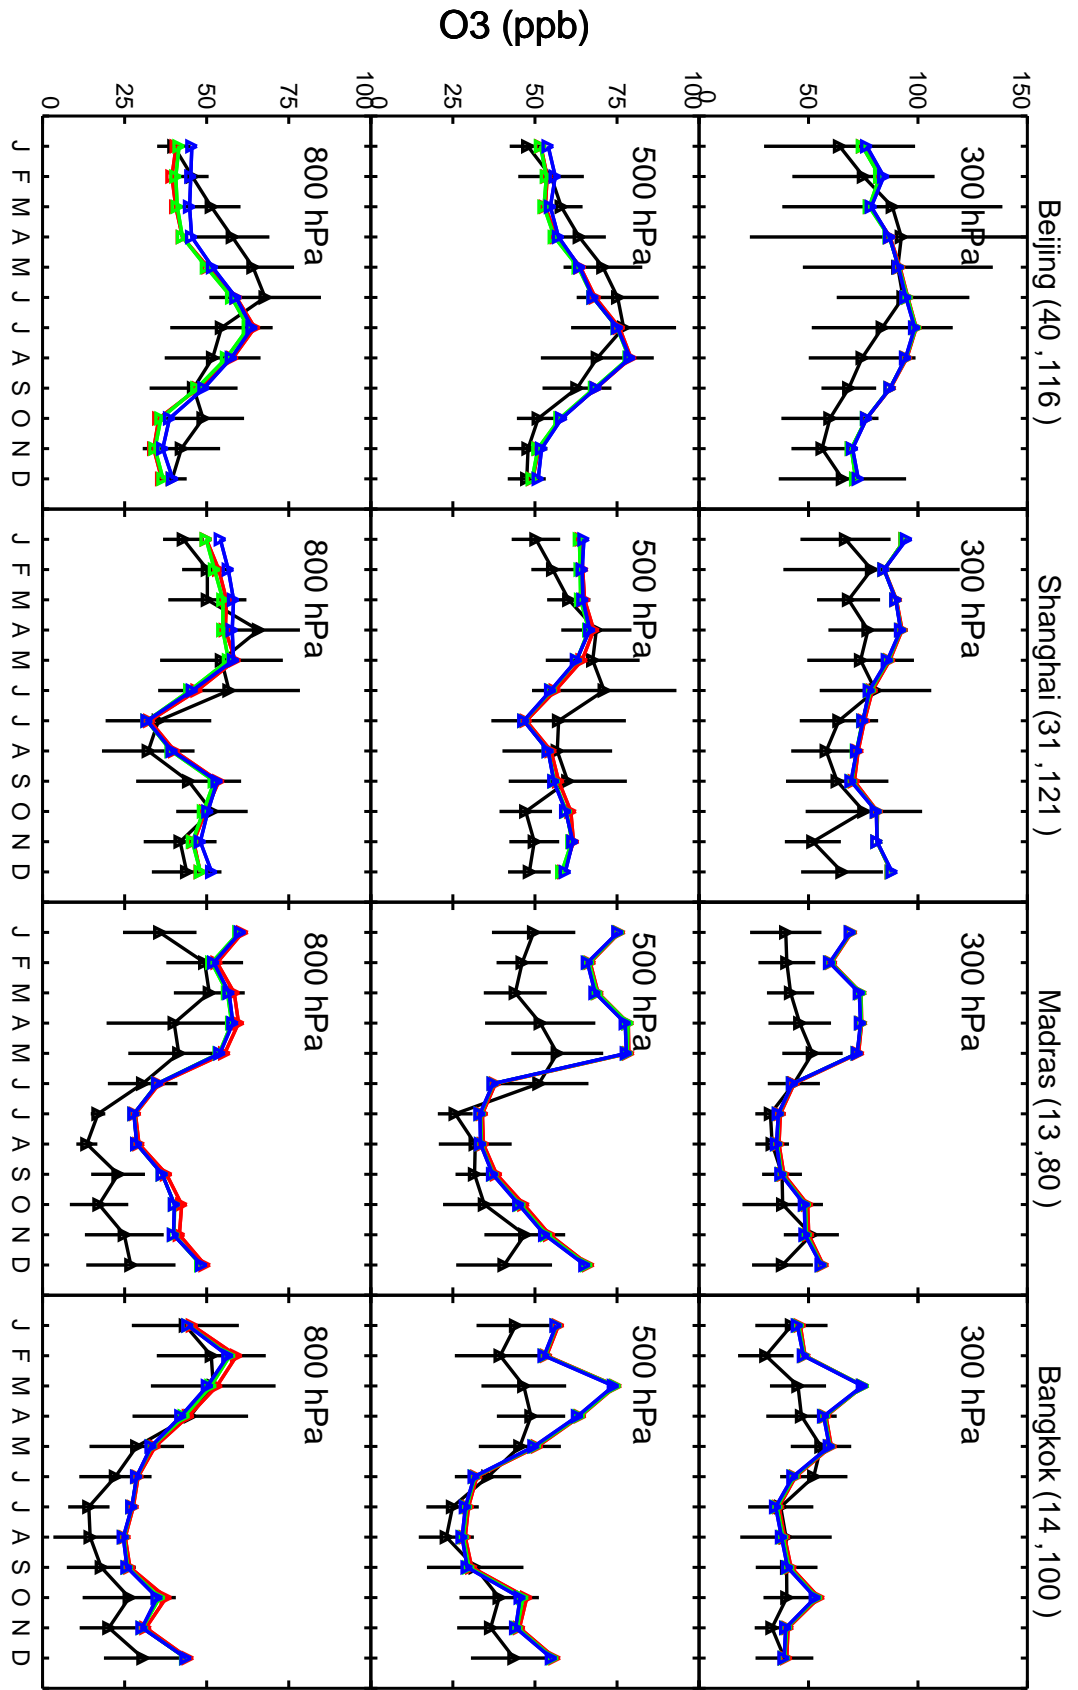 O3 (ppb)
Beijing (40 ,116 )
Shanghai (31 ,121 )
Madras (13 ,80 )
Bangkok (14 ,100 )
150
100
50
0
300 hPa
300 hPa
300 hPa
300 hPa
100
75
50
25
0
500 hPa
500 hPa
500 hPa
500 hPa
100
75
50
25
0
800 hPa
800 hPa
800 hPa
800 hPa
J F M A M J J A S O N D
J F M A M J J A S O N D
J F M A M J J A S O N D
J F M A M J J A S O N D